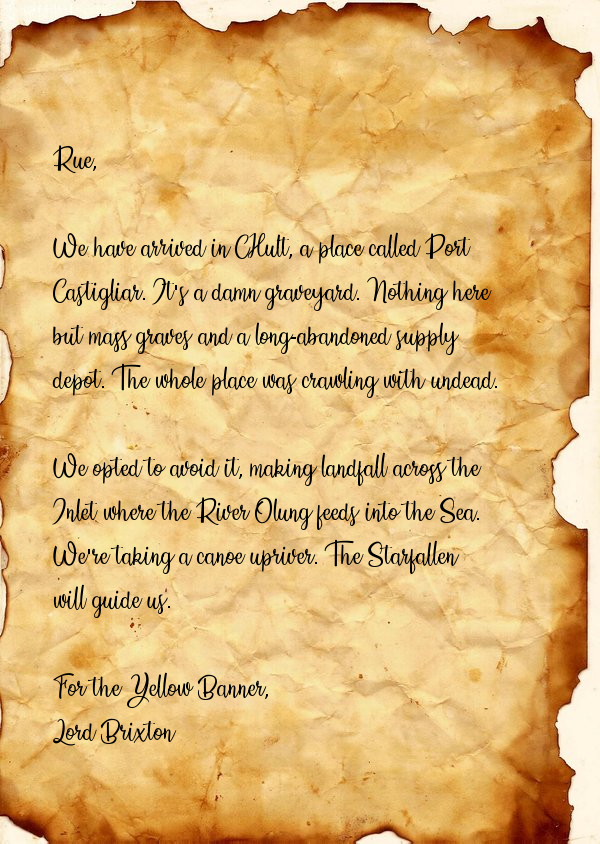 Rue,
We have arrived in CHult, a place called Port
Castigliar. It's a damn graveyard. Nothing here
but mass graves and a long-abandoned supply
depot. The whole place was crawling with undead.
We opted to avoid it, making landfall across the
Inlet where the River Olung feeds into the Sea.
We're taking a canoe upriver. The Starfallen
will guide us.
For the Yellow Banner,
Lord Brixton